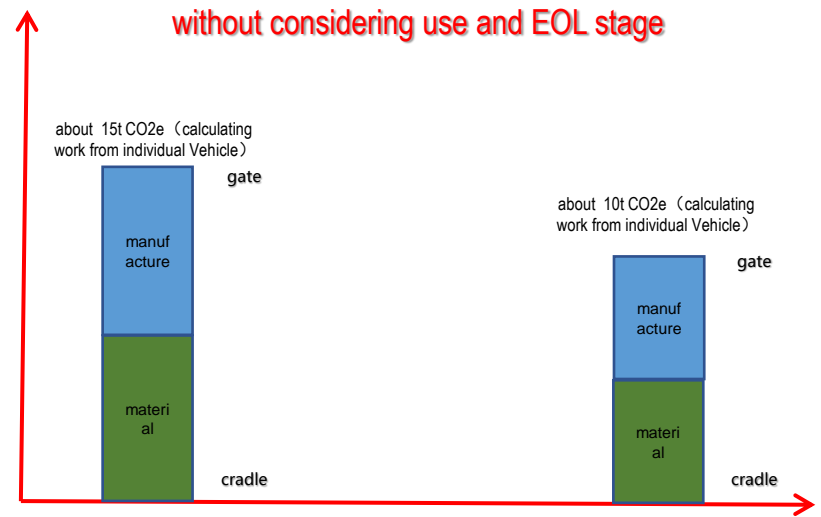 without considering use and EOL stage
about 15t CO2e（calculating
work from individual Vehicle）
gate
manuf
acture
materi
al
cradle
about 10t CO2e（calculating
work from individual Vehicle）
gate
manuf
acture
materi
al
cradle